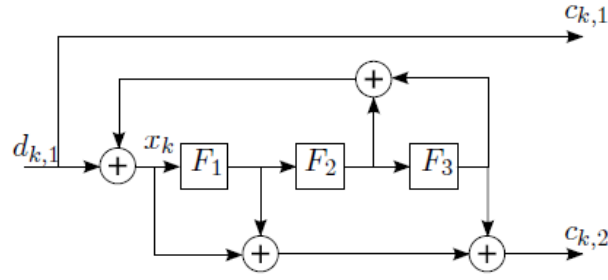 c_{k,1}
+
d_{k,1} + x_k F_1 F_2 F_3
+ + c_{k,2}